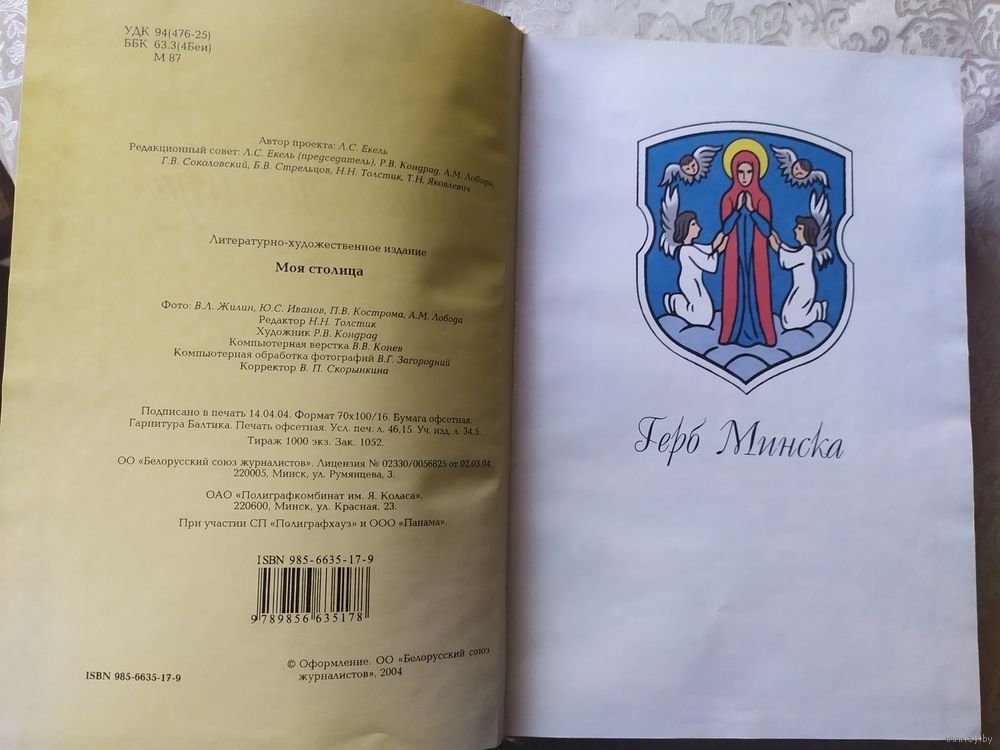 УДК 94(476-25)
ББК 63.3(4Беи)
М 87
Автор проекта: Л.С. Екель
Редакционный совет: Л.С. Екель (председатель), Р.В. Кондрад, А.М. Лобода,
Г.В. Соколовский, Б.В. Стрельцов, Н.Н. Толстик, Т.Н. Яковлевич
Литературно-художественное издание
Моя столица
Фото: В.Л. Жилин, Ю.С. Иванов, П.В. Кострома, А.М. Лобода
Редактор Н.Н. Толстик
Художник Р.В. Кондрад
Компьютерная верстка В.В. Конев
Компьютерная обработка фотографий В.Г. Загородний
Корректор В. П. Скорынкина
Подписано в печать 14.04.04. Формат 70х100/16. Бумага офсетная.
Гарнитура Балтика. Печать офсетная. Усл. печ. л. 46,15. Уч. изд. л. 34,5.
Тираж 1000 экз. Зак. 1052.
ОО «Белорусский союз журналистов». Лицензия № 02330/0056825 от 02.03.04.
220005, Минск, ул. Румянцева, 3.
ОАО «Полиграфкомбинат им. Я. Коласа».
220600, Минск, ул. Красная, 23.
При участии СП «Полиграфхауз» и ООО «Панама».
ISBN 985-6635-17-9
9 789856 635178
ISBN 985-6635-17-9
© Оформление. ОО «Белорусский союз
журналистов», 2004
Герб Минска